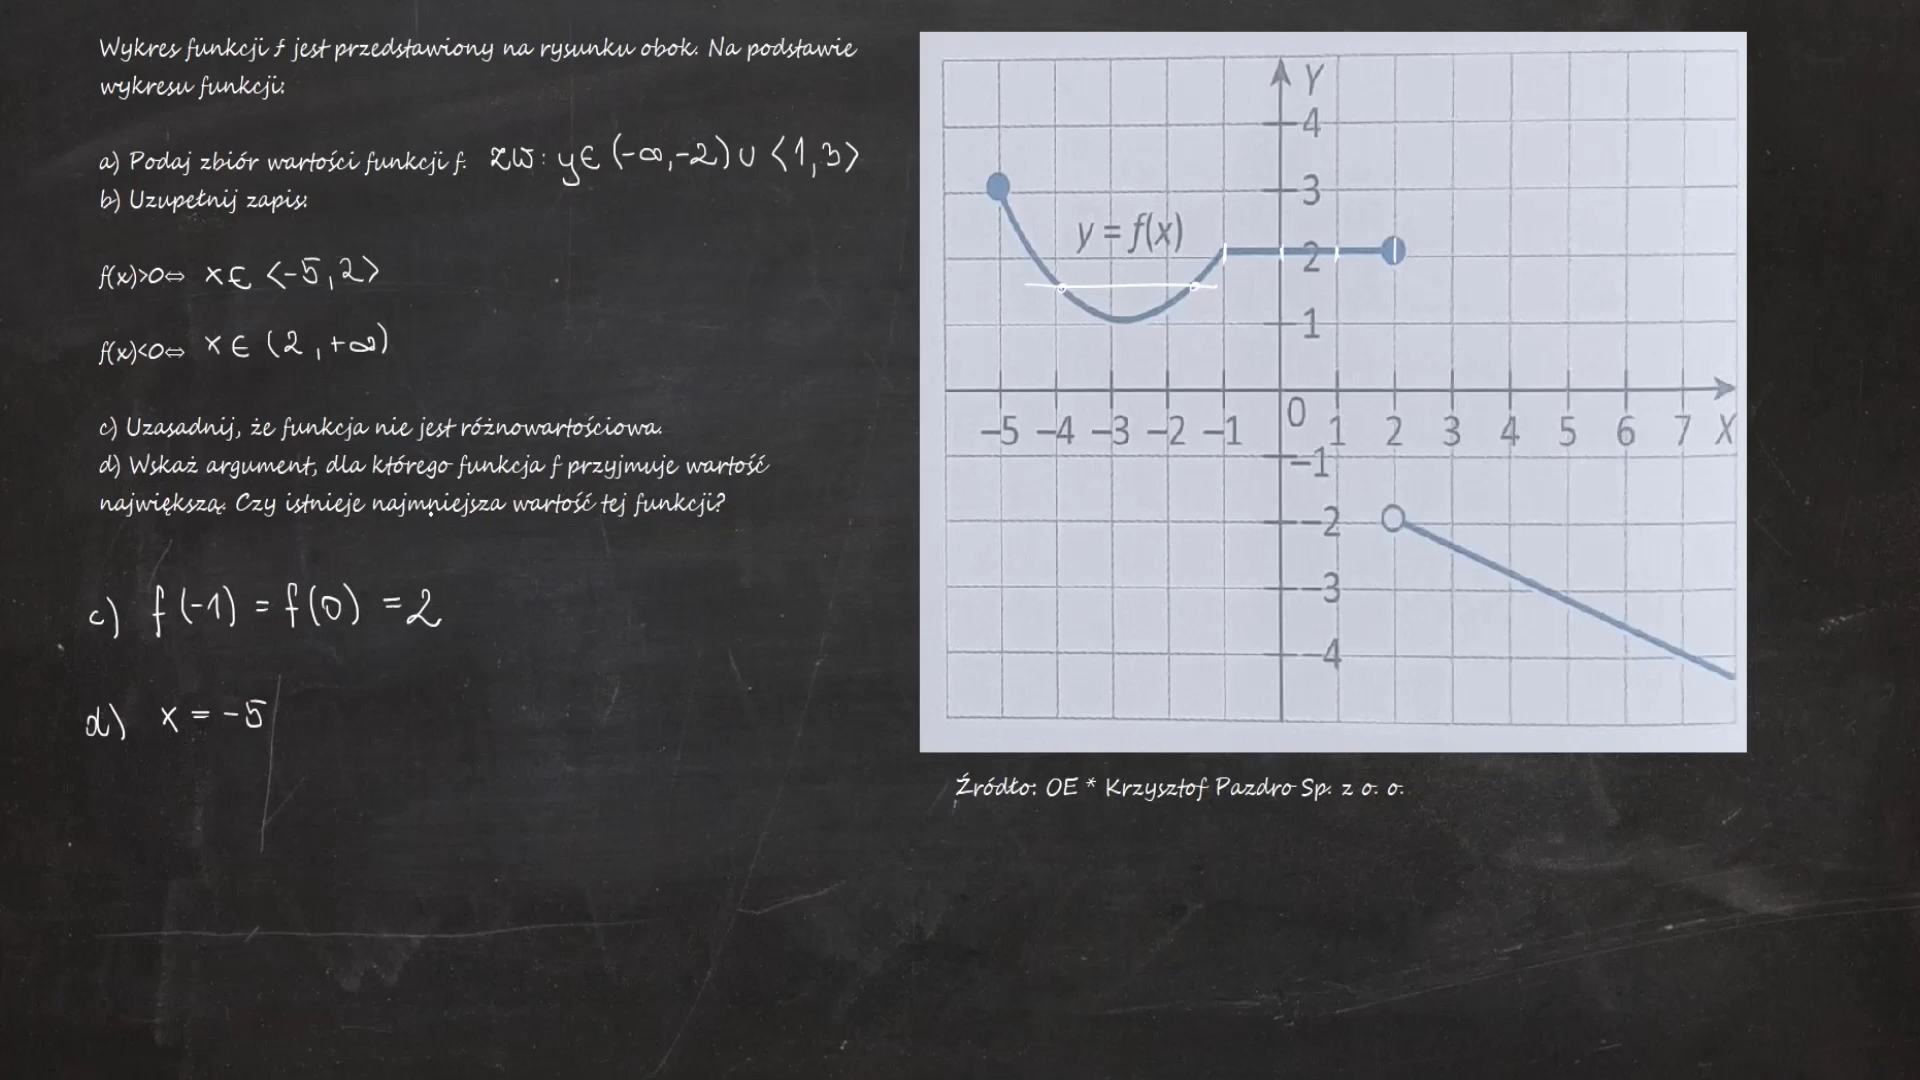 Wykres funkcji f jest przedstawiony na rysunku obok. Na podstawie
wykresu funkcji:
a) Podaj zbiór wartości funkcji f. ZW: y∈ (-∞,-2) ∪ ⟨1,3⟩
b) Uzupełnij zapis:
f(x)>0⇔ x∈ ⟨-5,2⟩
f(x)<0⇔ x∈ (2,+∞)
c) Uzasadnij, że funkcja nie jest różnowartościowa.
d) Wskaż argument, dla którego funkcja f przyjmuje wartość
największą. Czy istnieje najmniejsza wartość tej funkcji?
c) f(-1) = f(0) = 2
d) x = -5
Y
4
3
y = f(x)
2
1
0
-5 -4 -3 -2 -1 1 2 3 4 5 6 7 X
-1
-2
-3
-4
Źródło: OE * Krzysztof Pazdro Sp. z o. o.